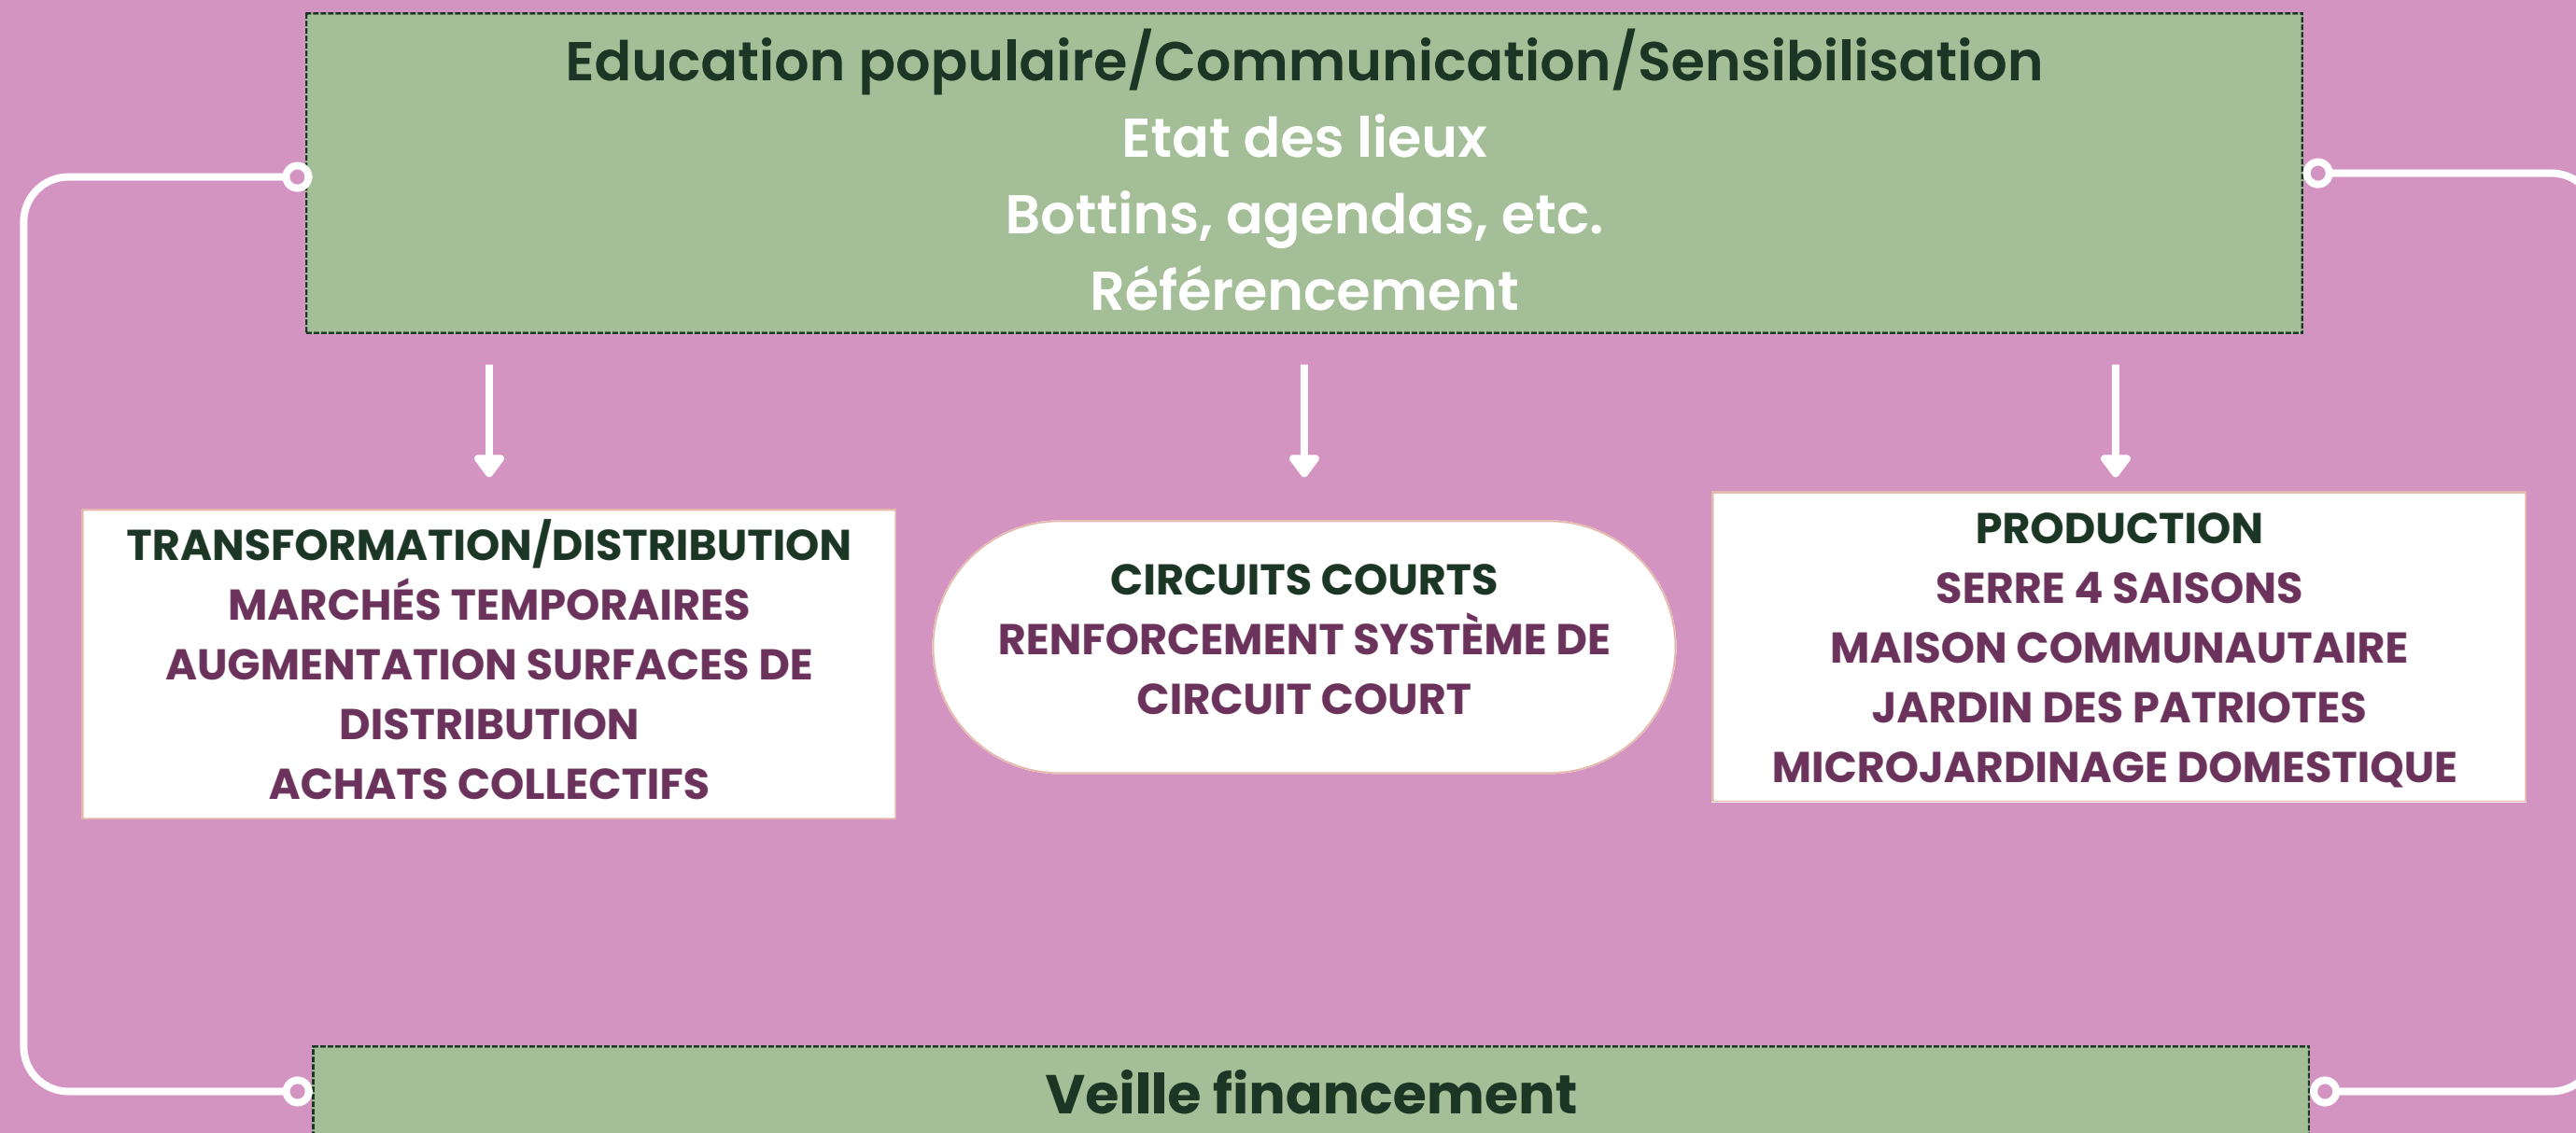 Education populaire/Communication/Sensibilisation
Etat des lieux
Bottins, agendas, etc.
Référencement
TRANSFORMATION/DISTRIBUTION
MARCHÉS TEMPORAIRES
AUGMENTATION SURFACES DE
DISTRIBUTION
ACHATS COLLECTIFS
CIRCUITS COURTS
RENFORCEMENT SYSTÈME DE
CIRCUIT COURT
PRODUCTION
SERRE 4 SAISONS
MAISON COMMUNAUTAIRE
JARDIN DES PATRIOTES
MICROJARDINAGE DOMESTIQUE
Veille financement